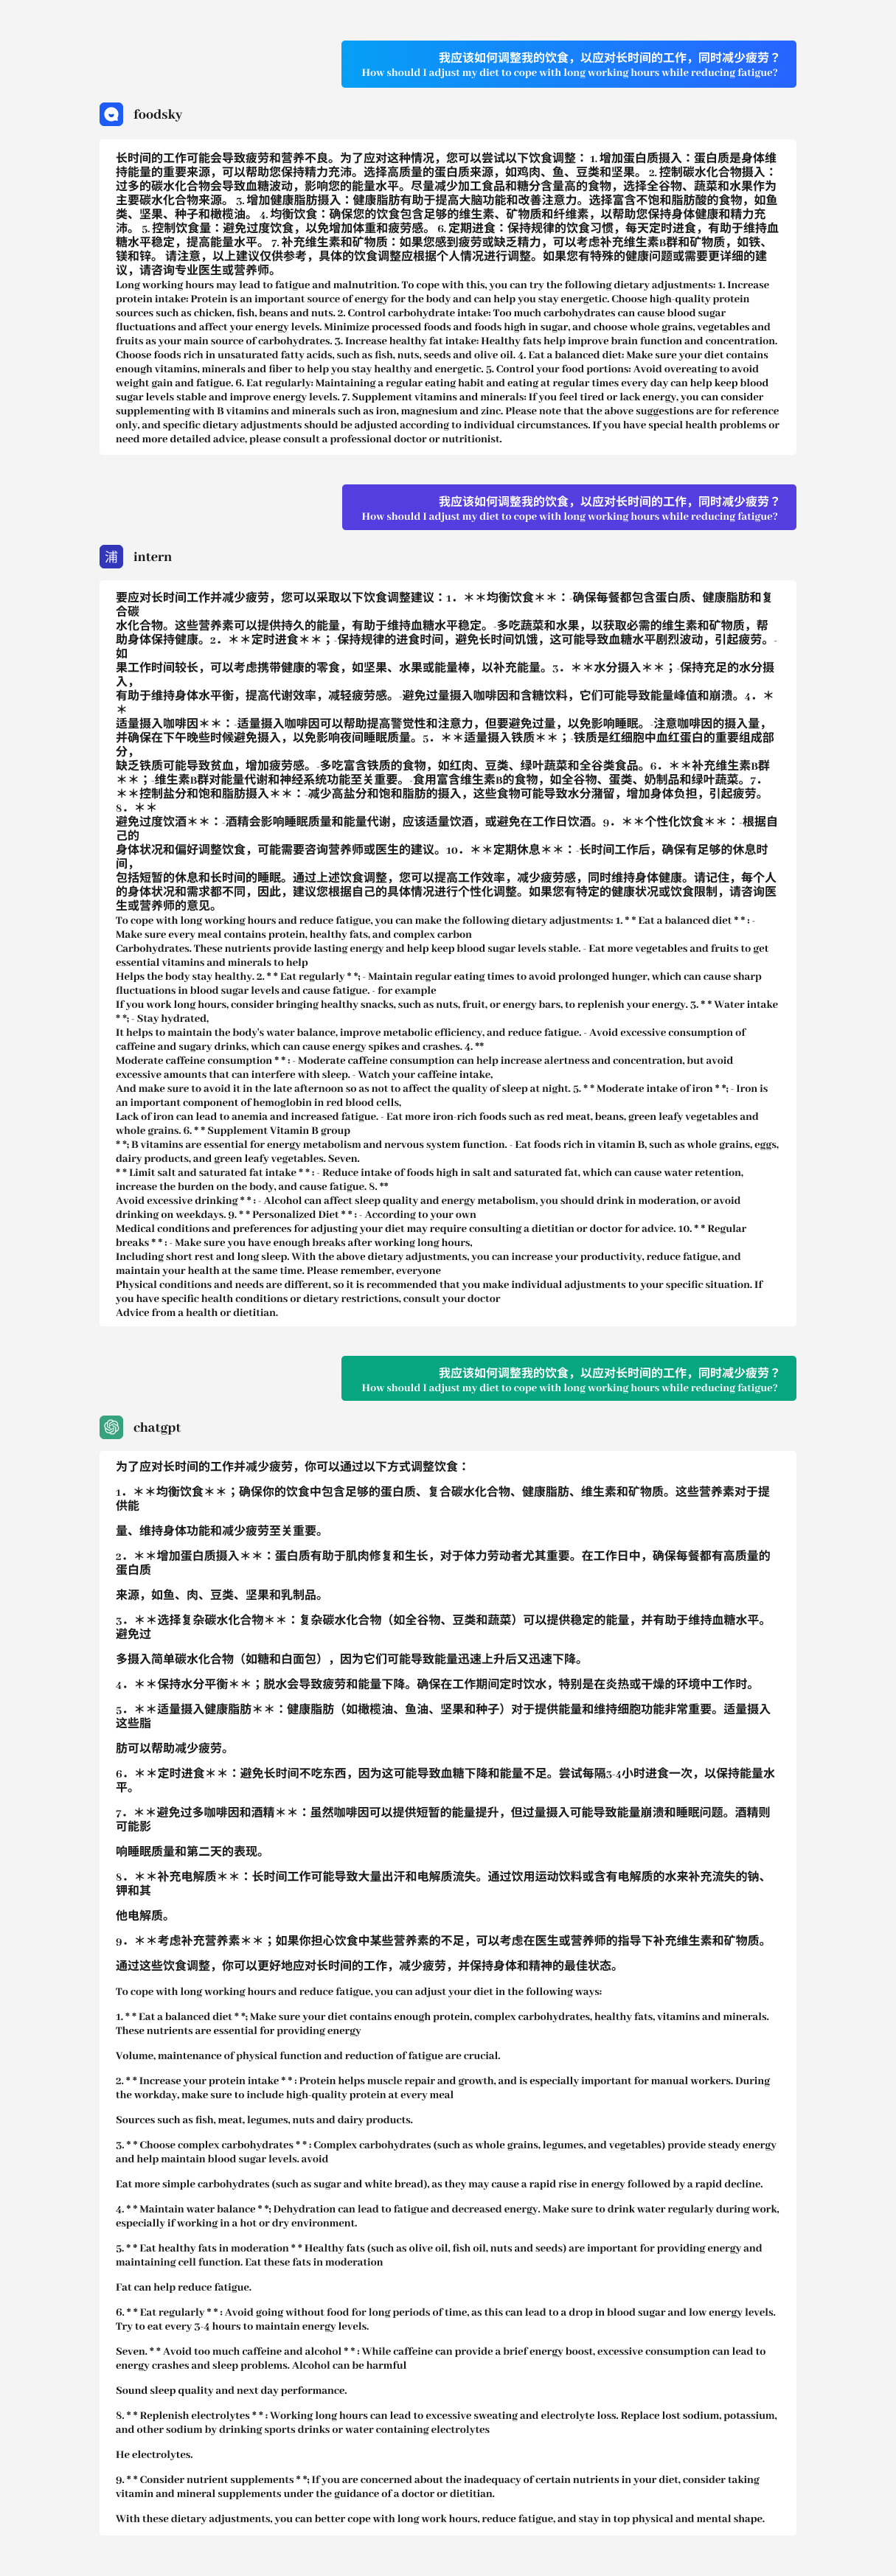 我应该如何调整我的饮食，以应对长时间的工作，同时减少疲劳？
How should I adjust my diet to cope with long working hours while reducing fatigue?
foodsky
长时间的工作可能会导致疲劳和营养不良。为了应对这种情况，您可以尝试以下饮食调整： 1. 增加蛋白质摄入：蛋白质是身体维
持能量的重要来源，可以帮助您保持精力充沛。选择高质量的蛋白质来源，如鸡肉、鱼、豆类和坚果。 2. 控制碳水化合物摄入：
过多的碳水化合物会导致血糖波动，影响您的能量水平。尽量减少加工食品和糖分含量高的食物，选择全谷物、蔬菜和水果作为
主要碳水化合物来源。 3. 增加健康脂肪摄入：健康脂肪有助于提高大脑功能和改善注意力。选择富含不饱和脂肪酸的食物，如鱼
类、坚果、种子和橄榄油。 4. 均衡饮食：确保您的饮食包含足够的维生素、矿物质和纤维素，以帮助您保持身体健康和精力充
沛。 5. 控制饮食量：避免过度饮食，以免增加体重和疲劳感。 6. 定期进食：保持规律的饮食习惯，每天定时进食，有助于维持血
糖水平稳定，提高能量水平。 7. 补充维生素和矿物质：如果您感到疲劳或缺乏精力，可以考虑补充维生素B群和矿物质，如铁、
镁和锌。 请注意，以上建议仅供参考，具体的饮食调整应根据个人情况进行调整。如果您有特殊的健康问题或需要更详细的建
议，请咨询专业医生或营养师。
Long working hours may lead to fatigue and malnutrition. To cope with this, you can try the following dietary adjustments: 1. Increase
protein intake: Protein is an important source of energy for the body and can help you stay energetic. Choose high-quality protein
sources such as chicken, fish, beans and nuts. 2. Control carbohydrate intake: Too much carbohydrates can cause blood sugar
fluctuations and affect your energy levels. Minimize processed foods and foods high in sugar, and choose whole grains, vegetables and
fruits as your main source of carbohydrates. 3. Increase healthy fat intake: Healthy fats help improve brain function and concentration.
Choose foods rich in unsaturated fatty acids, such as fish, nuts, seeds and olive oil. 4. Eat a balanced diet: Make sure your diet contains
enough vitamins, minerals and fiber to help you stay healthy and energetic. 5. Control your food portions: Avoid overeating to avoid
weight gain and fatigue. 6. Eat regularly: Maintaining a regular eating habit and eating at regular times every day can help keep blood
sugar levels stable and improve energy levels. 7. Supplement vitamins and minerals: If you feel tired or lack energy, you can consider
supplementing with B vitamins and minerals such as iron, magnesium and zinc. Please note that the above suggestions are for reference
only, and specific dietary adjustments should be adjusted according to individual circumstances. If you have special health problems or
need more detailed advice, please consult a professional doctor or nutritionist.
我应该如何调整我的饮食，以应对长时间的工作，同时减少疲劳？
How should I adjust my diet to cope with long working hours while reducing fatigue?
浦
intern
要应对长时间工作并减少疲劳，您可以采取以下饮食调整建议：1．＊＊均衡饮食＊＊：-确保每餐都包含蛋白质、健康脂肪和复
合碳
水化合物。这些营养素可以提供持久的能量，有助于维持血糖水平稳定。-多吃蔬菜和水果，以获取必需的维生素和矿物质，帮
助身体保持健康。2．＊＊定时进食＊＊；-保持规律的进食时间，避免长时间饥饿，这可能导致血糖水平剧烈波动，引起疲劳。-
如
果工作时间较长，可以考虑携带健康的零食，如坚果、水果或能量棒，以补充能量。3．＊＊水分摄入＊＊；-保持充足的水分摄
入，
有助于维持身体水平衡，提高代谢效率，减轻疲劳感。-避免过量摄入咖啡因和含糖饮料，它们可能导致能量峰值和崩溃。4．＊
＊
适量摄入咖啡因＊＊：-适量摄入咖啡因可以帮助提高警觉性和注意力，但要避免过量，以免影响睡眠。-注意咖啡因的摄入量，
并确保在下午晚些时候避免摄入，以免影响夜间睡眠质量。5．＊＊适量摄入铁质＊＊；-铁质是红细胞中血红蛋白的重要组成部
分，
缺乏铁质可能导致贫血，增加疲劳感。-多吃富含铁质的食物，如红肉、豆类、绿叶蔬菜和全谷类食品。6．＊＊补充维生素B群
＊＊；-维生素B群对能量代谢和神经系统功能至关重要。-食用富含维生素B的食物，如全谷物、蛋类、奶制品和绿叶蔬菜。7．
＊＊控制盐分和饱和脂肪摄入＊＊：-减少高盐分和饱和脂肪的摄入，这些食物可能导致水分潴留，增加身体负担，引起疲劳。
8．＊＊
避免过度饮酒＊＊：-酒精会影响睡眠质量和能量代谢，应该适量饮酒，或避免在工作日饮酒。9．＊＊个性化饮食＊＊：-根据自
己的
身体状况和偏好调整饮食，可能需要咨询营养师或医生的建议。10．＊＊定期休息＊＊：-长时间工作后，确保有足够的休息时
间，
包括短暂的休息和长时间的睡眠。通过上述饮食调整，您可以提高工作效率，减少疲劳感，同时维持身体健康。请记住，每个人
的身体状况和需求都不同，因此，建议您根据自己的具体情况进行个性化调整。如果您有特定的健康状况或饮食限制，请咨询医
生或营养师的意见。
To cope with long working hours and reduce fatigue, you can make the following dietary adjustments: 1. * * Eat a balanced diet * * : -
Make sure every meal contains protein, healthy fats, and complex carbon
Carbohydrates. These nutrients provide lasting energy and help keep blood sugar levels stable. - Eat more vegetables and fruits to get
essential vitamins and minerals to help
Helps the body stay healthy. 2. * * Eat regularly * *; - Maintain regular eating times to avoid prolonged hunger, which can cause sharp
fluctuations in blood sugar levels and cause fatigue. - for example
If you work long hours, consider bringing healthy snacks, such as nuts, fruit, or energy bars, to replenish your energy. 3. * * Water intake
* *; - Stay hydrated,
It helps to maintain the body's water balance, improve metabolic efficiency, and reduce fatigue. - Avoid excessive consumption of
caffeine and sugary drinks, which can cause energy spikes and crashes. 4. **
Moderate caffeine consumption * * : - Moderate caffeine consumption can help increase alertness and concentration, but avoid
excessive amounts that can interfere with sleep. - Watch your caffeine intake,
And make sure to avoid it in the late afternoon so as not to affect the quality of sleep at night. 5. * * Moderate intake of iron * *; - Iron is
an important component of hemoglobin in red blood cells,
Lack of iron can lead to anemia and increased fatigue. - Eat more iron-rich foods such as red meat, beans, green leafy vegetables and
whole grains. 6. * * Supplement Vitamin B group
* *; B vitamins are essential for energy metabolism and nervous system function. - Eat foods rich in vitamin B, such as whole grains, eggs,
dairy products, and green leafy vegetables. Seven.
* * Limit salt and saturated fat intake * * : - Reduce intake of foods high in salt and saturated fat, which can cause water retention,
increase the burden on the body, and cause fatigue. 8. **
Avoid excessive drinking * * : - Alcohol can affect sleep quality and energy metabolism, you should drink in moderation, or avoid
drinking on weekdays. 9. * * Personalized Diet * * : - According to your own
Medical conditions and preferences for adjusting your diet may require consulting a dietitian or doctor for advice. 10. * * Regular
breaks * * : - Make sure you have enough breaks after working long hours,
Including short rest and long sleep. With the above dietary adjustments, you can increase your productivity, reduce fatigue, and
maintain your health at the same time. Please remember, everyone
Physical conditions and needs are different, so it is recommended that you make individual adjustments to your specific situation. If
you have specific health conditions or dietary restrictions, consult your doctor
Advice from a health or dietitian.
我应该如何调整我的饮食，以应对长时间的工作，同时减少疲劳？
How should I adjust my diet to cope with long working hours while reducing fatigue?
chatgpt
为了应对长时间的工作并减少疲劳，你可以通过以下方式调整饮食：
1．＊＊均衡饮食＊＊；确保你的饮食中包含足够的蛋白质、复合碳水化合物、健康脂肪、维生素和矿物质。这些营养素对于提
供能
量、维持身体功能和减少疲劳至关重要。
2．＊＊增加蛋白质摄入＊＊：蛋白质有助于肌肉修复和生长，对于体力劳动者尤其重要。在工作日中，确保每餐都有高质量的
蛋白质
来源，如鱼、肉、豆类、坚果和乳制品。
3．＊＊选择复杂碳水化合物＊＊：复杂碳水化合物（如全谷物、豆类和蔬菜）可以提供稳定的能量，并有助于维持血糖水平。
避免过
多摄入简单碳水化合物（如糖和白面包），因为它们可能导致能量迅速上升后又迅速下降。
4．＊＊保持水分平衡＊＊；脱水会导致疲劳和能量下降。确保在工作期间定时饮水，特别是在炎热或干燥的环境中工作时。
5．＊＊适量摄入健康脂肪＊＊：健康脂肪（如橄榄油、鱼油、坚果和种子）对于提供能量和维持细胞功能非常重要。适量摄入
这些脂
肪可以帮助减少疲劳。
6．＊＊定时进食＊＊：避免长时间不吃东西，因为这可能导致血糖下降和能量不足。尝试每隔3-4小时进食一次，以保持能量水
平。
7．＊＊避免过多咖啡因和酒精＊＊：虽然咖啡因可以提供短暂的能量提升，但过量摄入可能导致能量崩溃和睡眠问题。酒精则
可能影
响睡眠质量和第二天的表现。
8．＊＊补充电解质＊＊：长时间工作可能导致大量出汗和电解质流失。通过饮用运动饮料或含有电解质的水来补充流失的钠、
钾和其
他电解质。
9．＊＊考虑补充营养素＊＊；如果你担心饮食中某些营养素的不足，可以考虑在医生或营养师的指导下补充维生素和矿物质。
通过这些饮食调整，你可以更好地应对长时间的工作，减少疲劳，并保持身体和精神的最佳状态。
To cope with long working hours and reduce fatigue, you can adjust your diet in the following ways:
1. * * Eat a balanced diet * *; Make sure your diet contains enough protein, complex carbohydrates, healthy fats, vitamins and minerals.
These nutrients are essential for providing energy
Volume, maintenance of physical function and reduction of fatigue are crucial.
2. * * Increase your protein intake * * : Protein helps muscle repair and growth, and is especially important for manual workers. During
the workday, make sure to include high-quality protein at every meal
Sources such as fish, meat, legumes, nuts and dairy products.
3. * * Choose complex carbohydrates * * : Complex carbohydrates (such as whole grains, legumes, and vegetables) provide steady energy
and help maintain blood sugar levels. avoid
Eat more simple carbohydrates (such as sugar and white bread), as they may cause a rapid rise in energy followed by a rapid decline.
4. * * Maintain water balance * *; Dehydration can lead to fatigue and decreased energy. Make sure to drink water regularly during work,
especially if working in a hot or dry environment.
5. * * Eat healthy fats in moderation * * Healthy fats (such as olive oil, fish oil, nuts and seeds) are important for providing energy and
maintaining cell function. Eat these fats in moderation
Fat can help reduce fatigue.
6. * * Eat regularly * * : Avoid going without food for long periods of time, as this can lead to a drop in blood sugar and low energy levels.
Try to eat every 3-4 hours to maintain energy levels.
Seven. * * Avoid too much caffeine and alcohol * * : While caffeine can provide a brief energy boost, excessive consumption can lead to
energy crashes and sleep problems. Alcohol can be harmful
Sound sleep quality and next day performance.
8. * * Replenish electrolytes * * : Working long hours can lead to excessive sweating and electrolyte loss. Replace lost sodium, potassium,
and other sodium by drinking sports drinks or water containing electrolytes
He electrolytes.
9. * * Consider nutrient supplements * *; If you are concerned about the inadequacy of certain nutrients in your diet, consider taking
vitamin and mineral supplements under the guidance of a doctor or dietitian.
With these dietary adjustments, you can better cope with long work hours, reduce fatigue, and stay in top physical and mental shape.